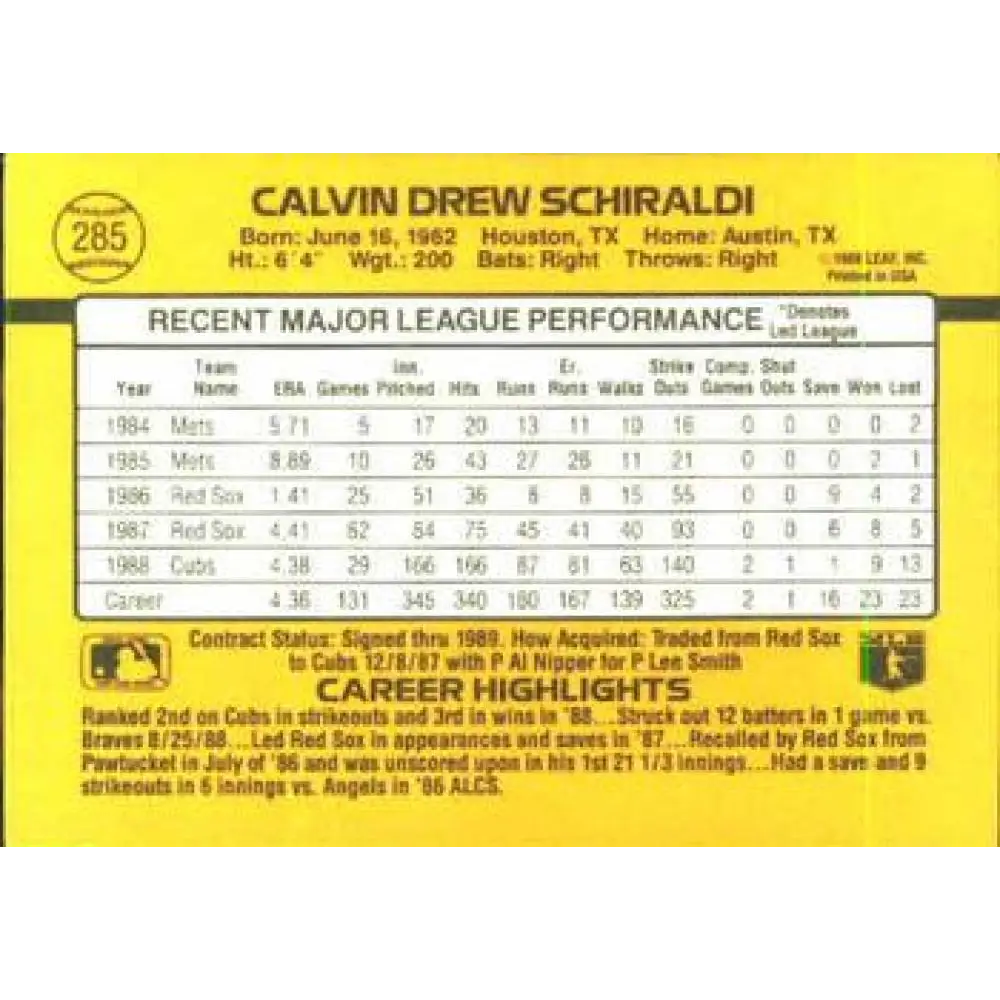 285
CALVIN DREW SCHIRALDI
Born: June 16, 1962 Houston, TX Home: Austin, TX
Ht.: 6'4" Wgt.: 200 Bats: Right Throws: Right
LEAF, INC.
Printed in USA
RECENT MAJOR LEAGUE PERFORMANCE
*Denotes
Led League
Team Inn. Er. Strike Comp. Shut
Year Name ERA Games Pitched Hits Runs Runs Walks Outs Games Outs Save Won Lost
1984 Mets 5.71 5 17 20 13 11 10 16 0 0 0 0 2
1985 Mets 8.89 10 26 43 27 26 11 21 0 0 0 2 1
1986 Red Sox 1.41 25 51 36 8 8 15 55 0 0 9 4 2
1987 Red Sox 4.41 62 84 75 45 41 40 93 0 0 6 8 5
1988 Cubs 4.38 29 166 166 87 81 63 140 2 1 1 9 13
Career 4.36 131 345 340 180 167 139 325 2 1 16 23 23
Contract Status: Signed thru 1989. How Acquired: Traded from Red Sox
to Cubs 12/8/87 with P Al Nipper for P Lee Smith
CAREER HIGHLIGHTS
Ranked 2nd on Cubs in strikeouts and 3rd in wins in '88...Struck out 12 batters in 1 game vs.
Braves 8/25/88...Led Red Sox in appearances and saves in '87...Recalled by Red Sox from
Pawtucket in July of '86 and was unscored upon in his 1st 21 1/3 innings...Had a save and 9
strikeouts in 6 innings vs. Angels in '86 ALCS.